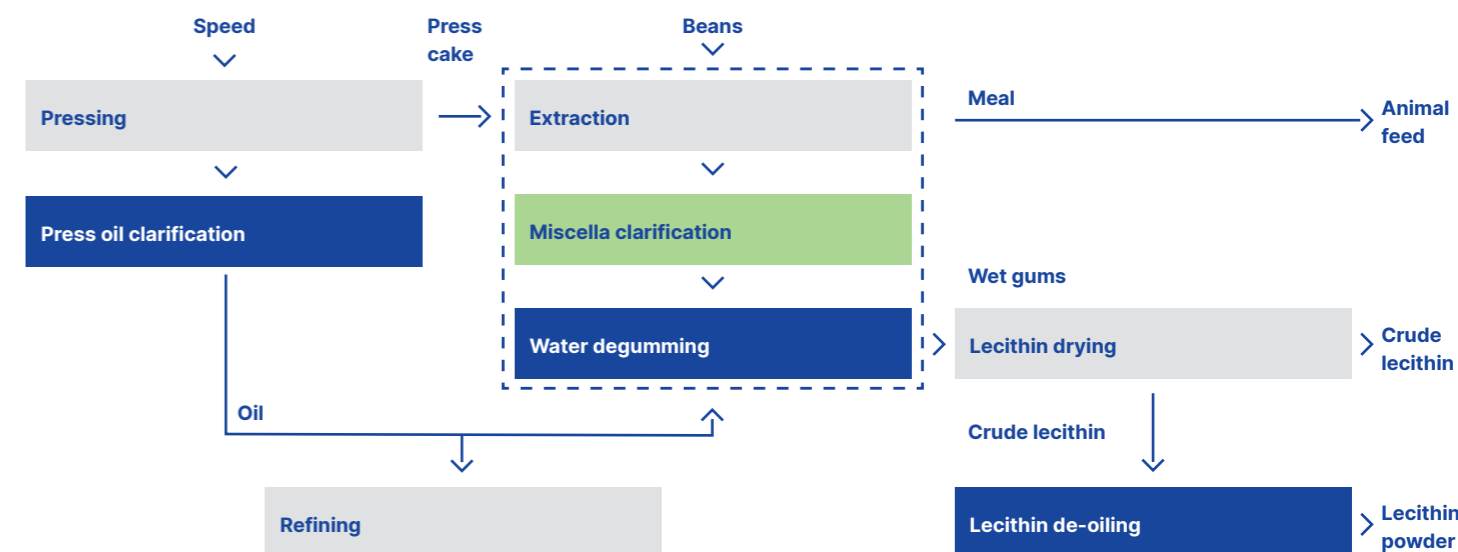 Speed
Press
cake
Beans
Pressing
Extraction
Meal
Animal
feed
Press oil clarification
Miscella clarification
Wet gums
Water degumming
Lecithin drying
Crude
lecithin
Oil
Crude lecithin
Refining
Lecithin de-oiling
Lecithin
powder